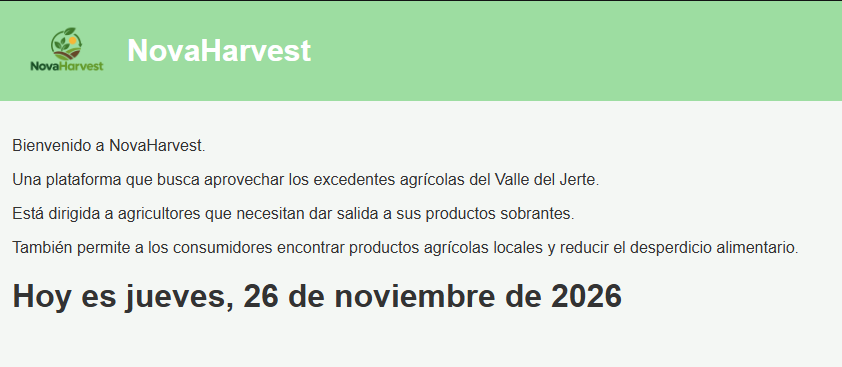 NovaHarvest
NovaHarvest
Bienvenido a NovaHarvest.
Una plataforma que busca aprovechar los excedentes agrícolas del Valle del Jerte.
Está dirigida a agricultores que necesitan dar salida a sus productos sobrantes.
También permite a los consumidores encontrar productos agrícolas locales y reducir el desperdicio alimentario.
Hoy es jueves, 26 de noviembre de 2026